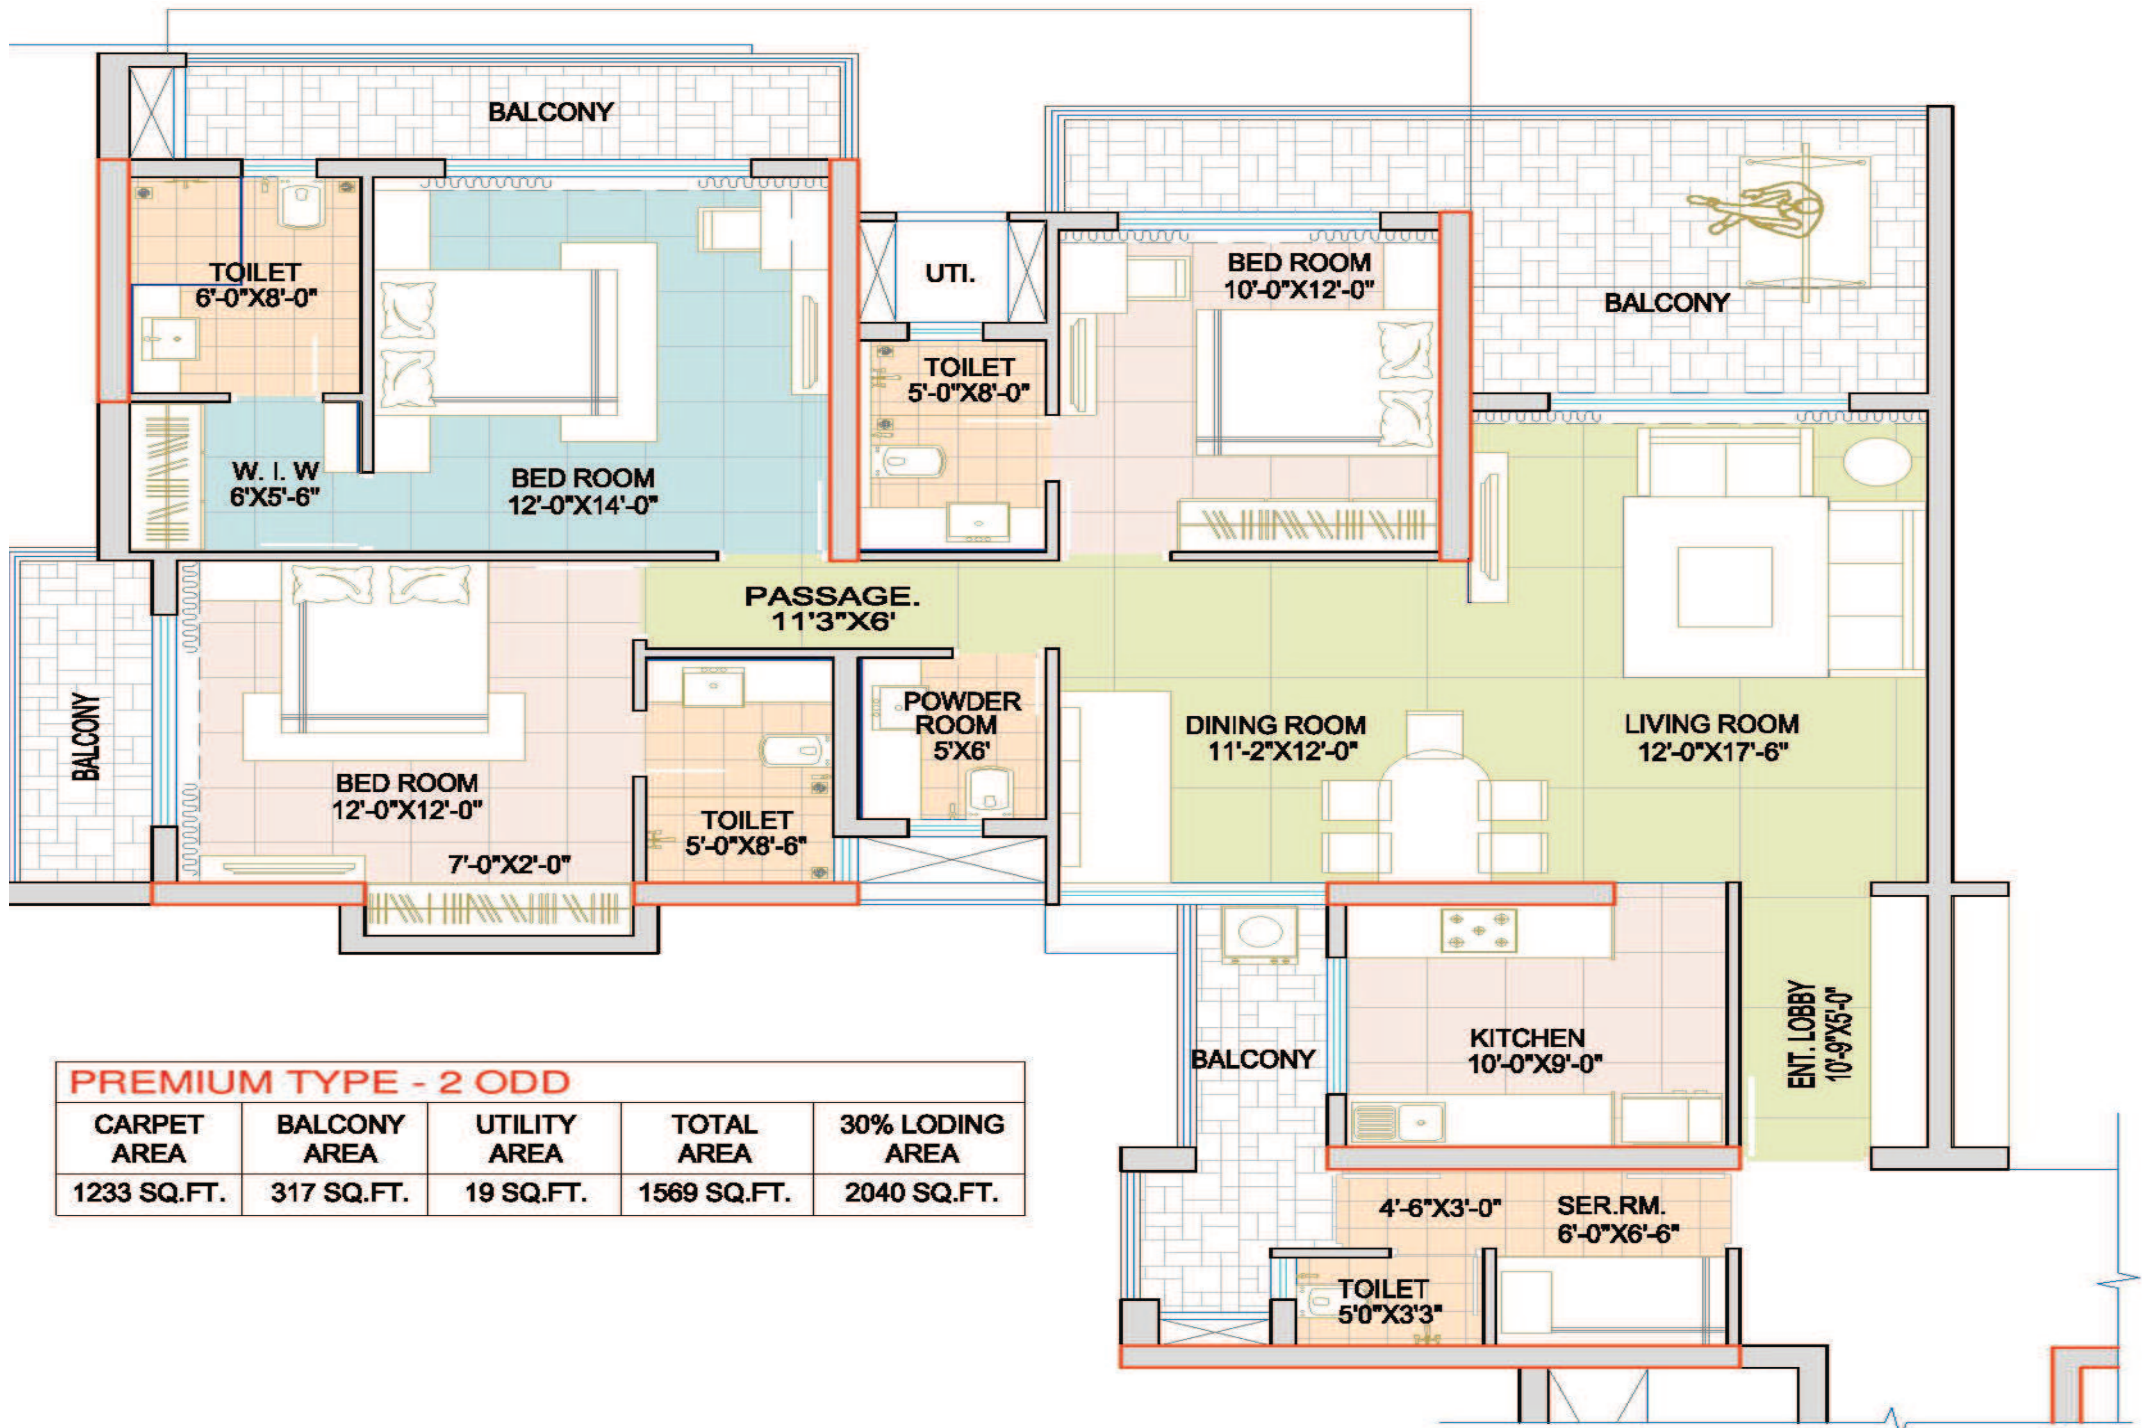 BALCONY
TOILET
6'-0"X8'-0"
W. I. W
6'X5'-6"
BED ROOM
12'-0"X14'-0"
UTI.
TOILET
5'-0"X8'-0"
BED ROOM
10'-0"X12'-0"
BALCONY
PASSAGE.
11'3"X6'
BALCONY
BED ROOM
12'-0"X12'-0"
7'-0"X2'-0"
TOILET
5'-0"X8'-6"
POWDER
ROOM
5'X6'
DINING ROOM
11'-2"X12'-0"
LIVING ROOM
12'-0"X17'-6"
BALCONY
KITCHEN
10'-0"X9'-0"
ENT. LOBBY
10'-9"X5'-0"
4'-6"X3'-0"
SER.RM.
6'-0"X6'-6"
TOILET
5'0"X3'3"
PREMIUM TYPE - 2 ODD
CARPET AREA
BALCONY AREA
UTILITY AREA
TOTAL AREA
30% LODING AREA
1233 SQ.FT.
317 SQ.FT.
19 SQ.FT.
1569 SQ.FT.
2040 SQ.FT.